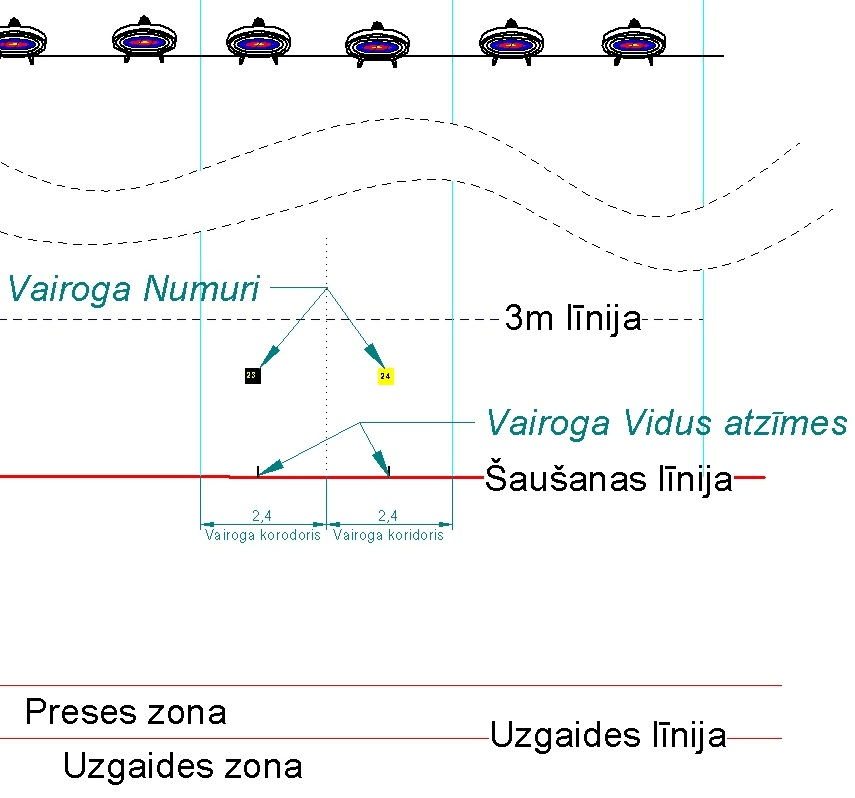 Vairoga Numuri
3m līnija
23
24
Vairoga Vidus atzīmes
Šaušanas līnija
2,4
2,4
Vairoga korodoris
Vairoga koridoris
Preses zona
Uzgaides līnija
Uzgaides zona